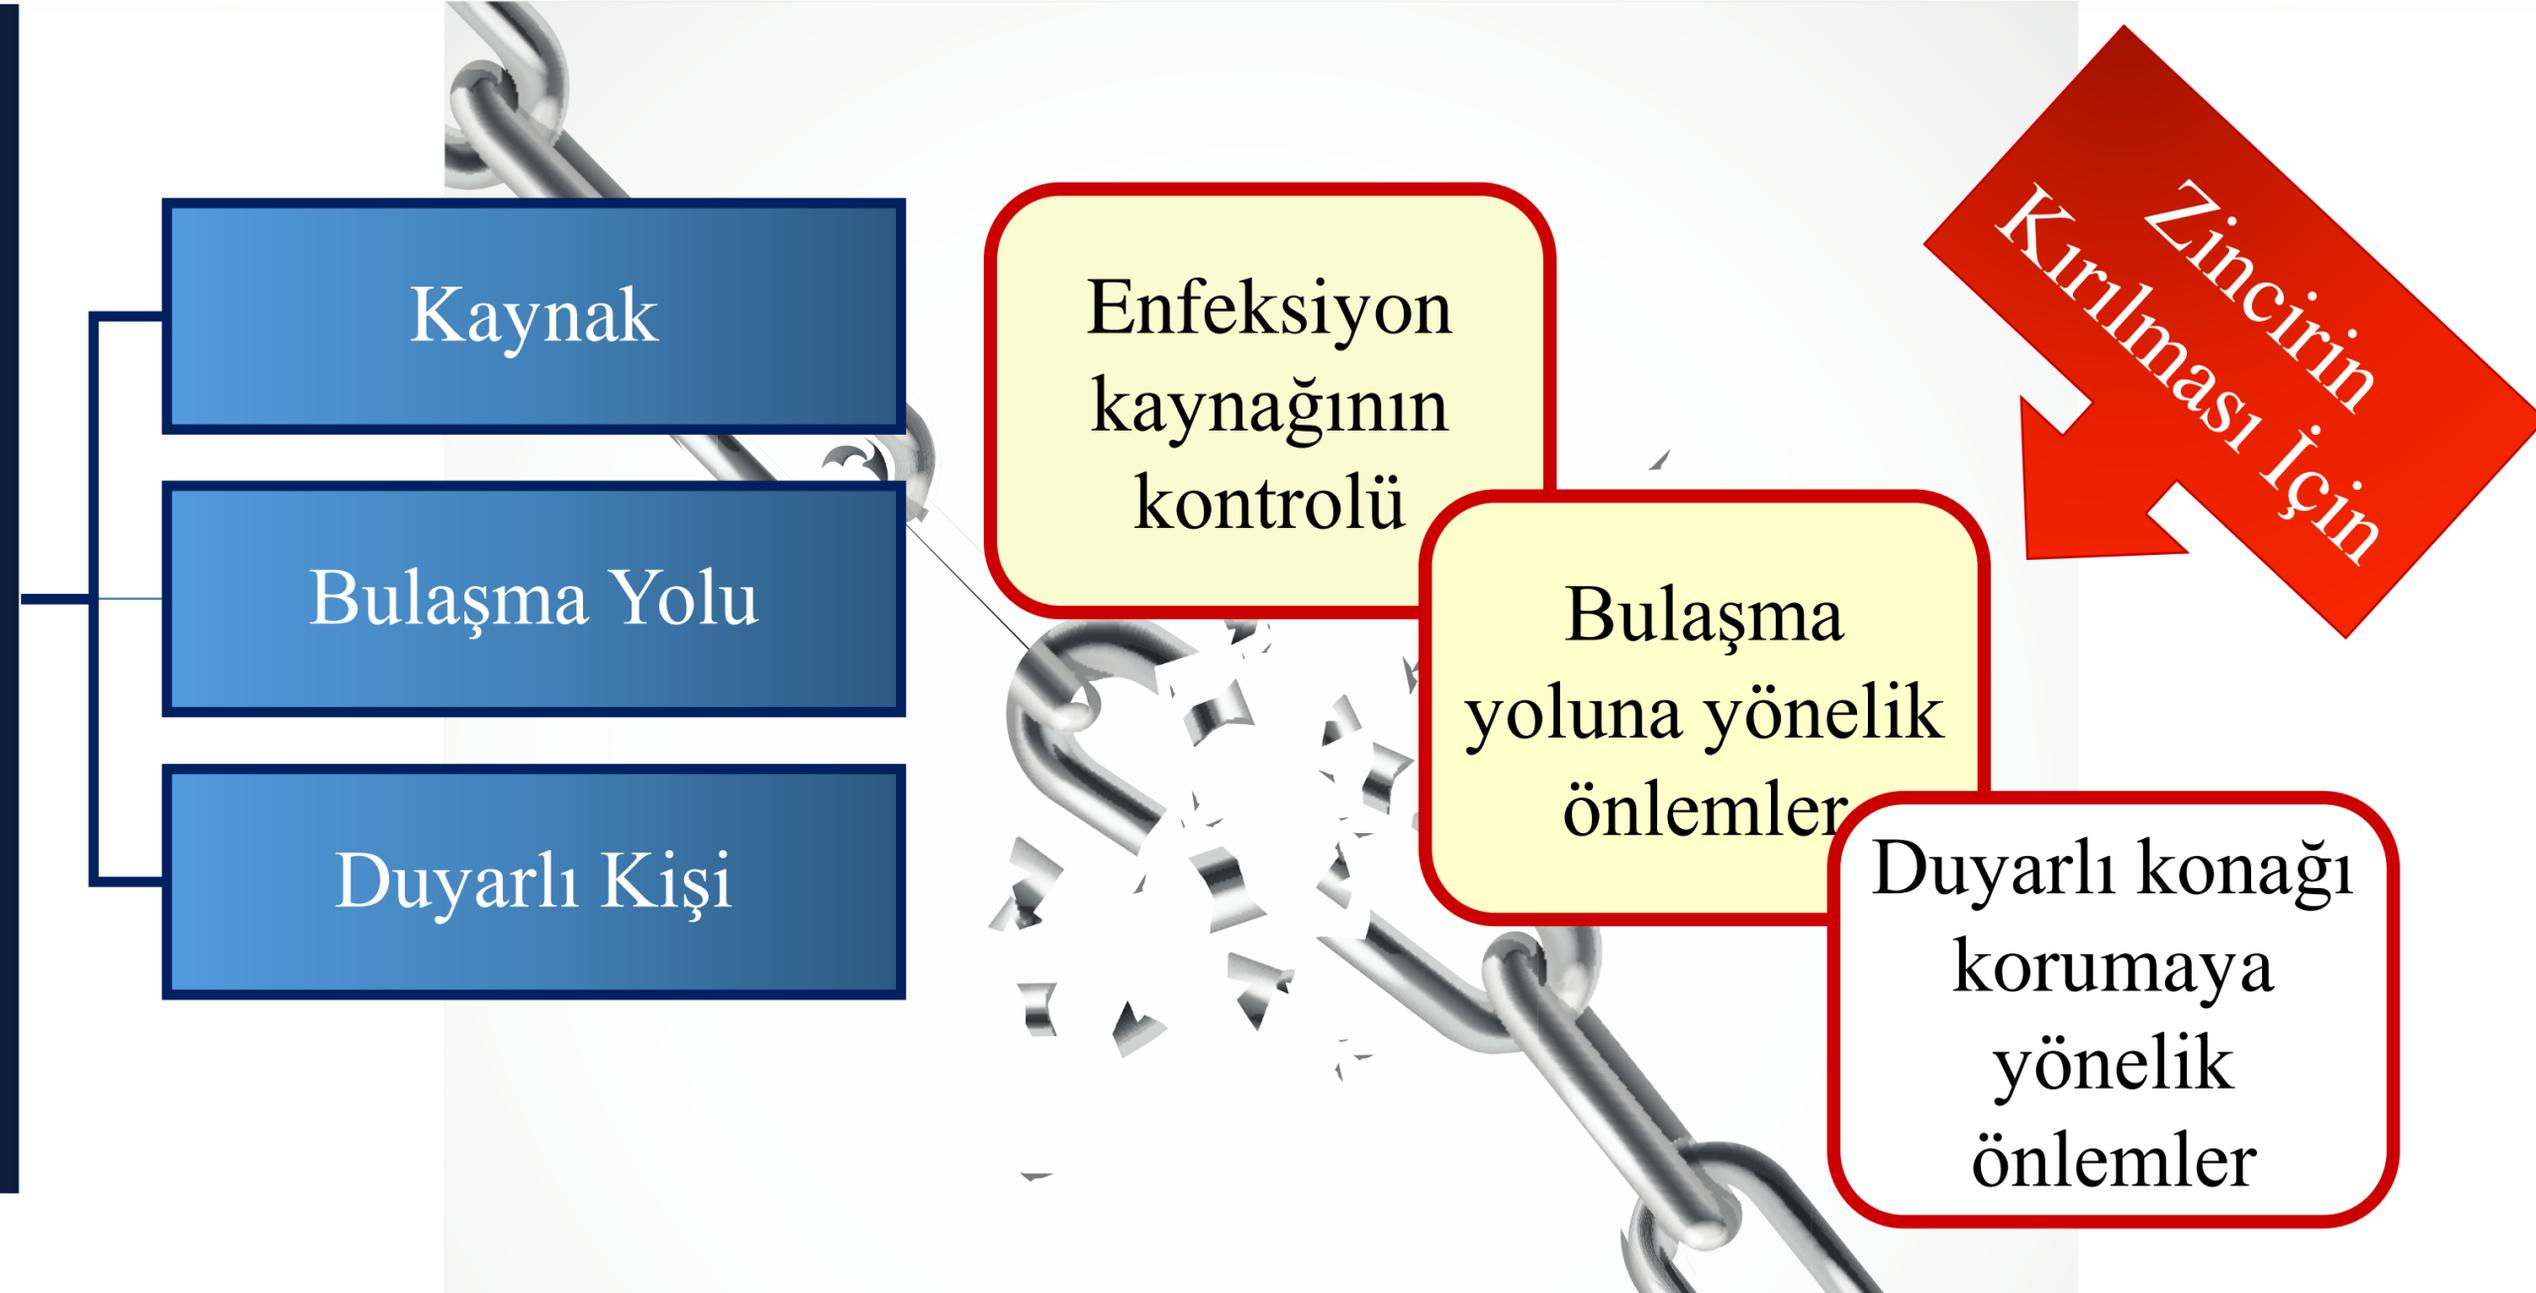 Kaynak
Bulaşma Yolu
Duyarlı Kişi
Enfeksiyon
kaynağının
kontrolü
Bulaşma
yoluna yönelik
önlemler
Duyarlı konağı
korumaya
yönelik
önlemler
Zincirin
Kırılması İçin